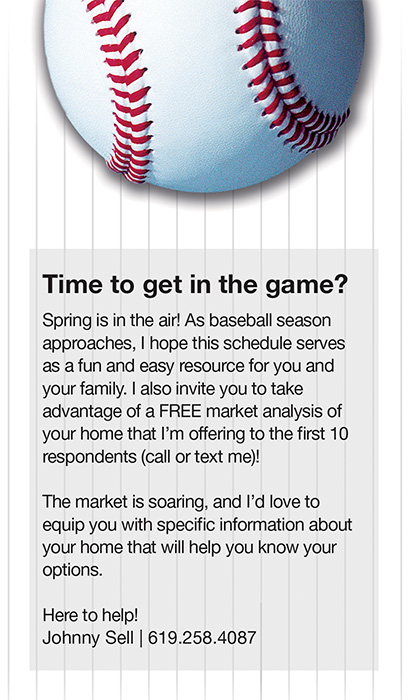 Time to get in the game?
Spring is in the air! As baseball season
approaches, I hope this schedule serves
as a fun and easy resource for you and
your family. I also invite you to take
advantage of a FREE market analysis of
your home that I’m offering to the first 10
respondents (call or text me)!
The market is soaring, and I’d love to
equip you with specific information about
your home that will help you know your
options.
Here to help!
Johnny Sell | 619.258.4087